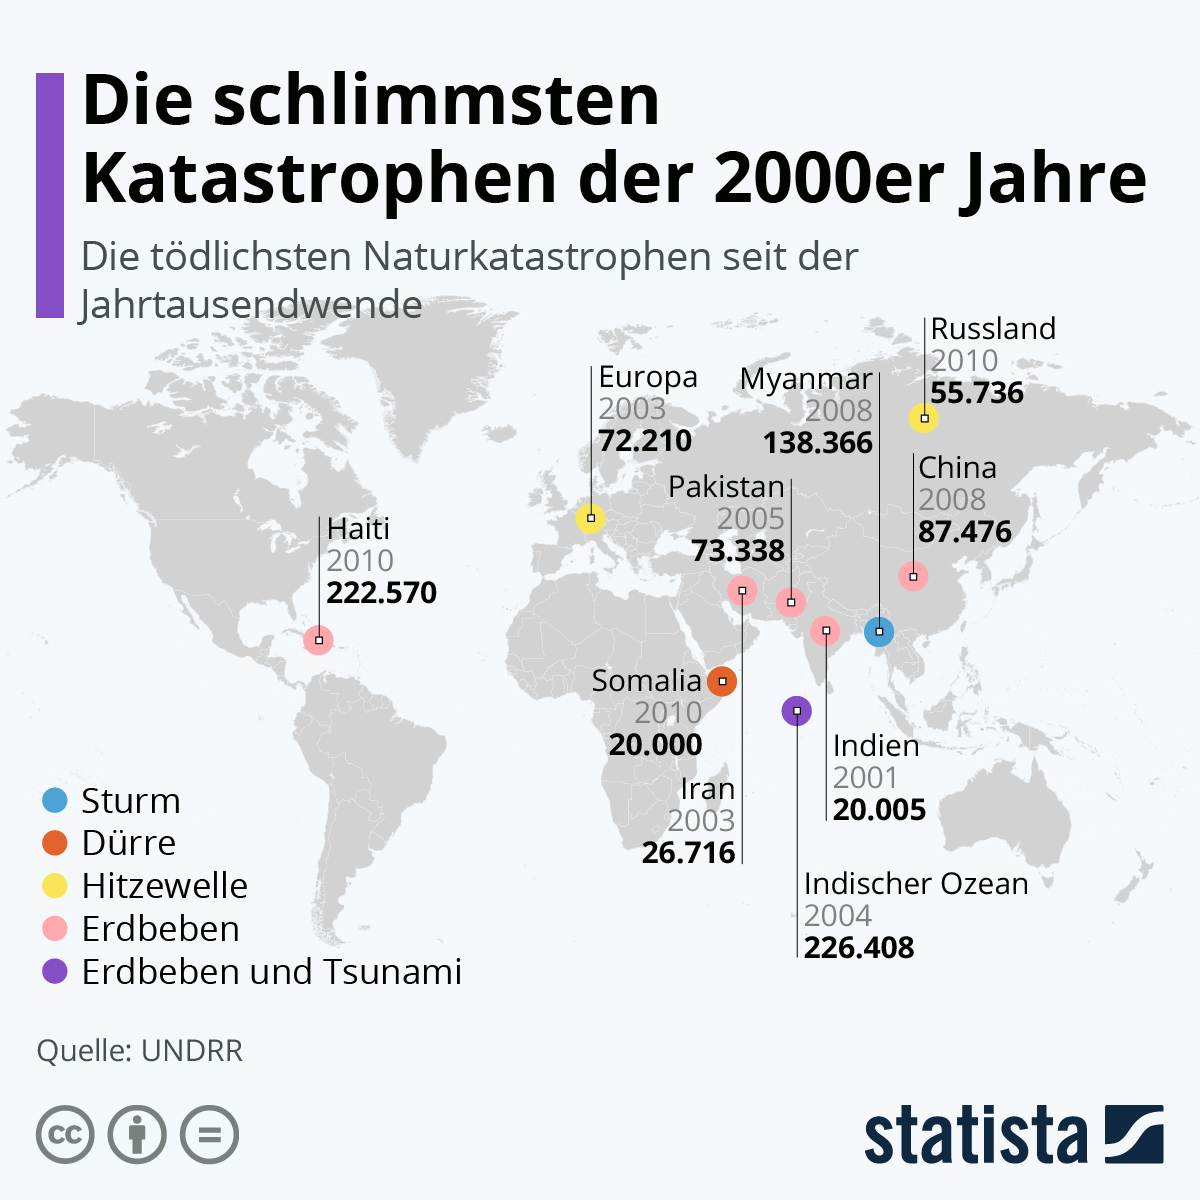 Die schlimmsten
Katastrophen der 2000er Jahre
Die tödlichsten Naturkatastrophen seit der
Jahrtausendwende
Russland
2010
55.736
Europa
2003
72.210
Myanmar
2008
138.366
China
2008
87.476
Pakistan
2005
73.338
Haiti
2010
222.570
Somalia
2010
20.000
Indien
2001
20.005
Iran
2003
26.716
Indischer Ozean
2004
226.408
Sturm
Dürre
Hitzewelle
Erdbeben
Erdbeben und Tsunami
Quelle: UNDRR
cc
statista